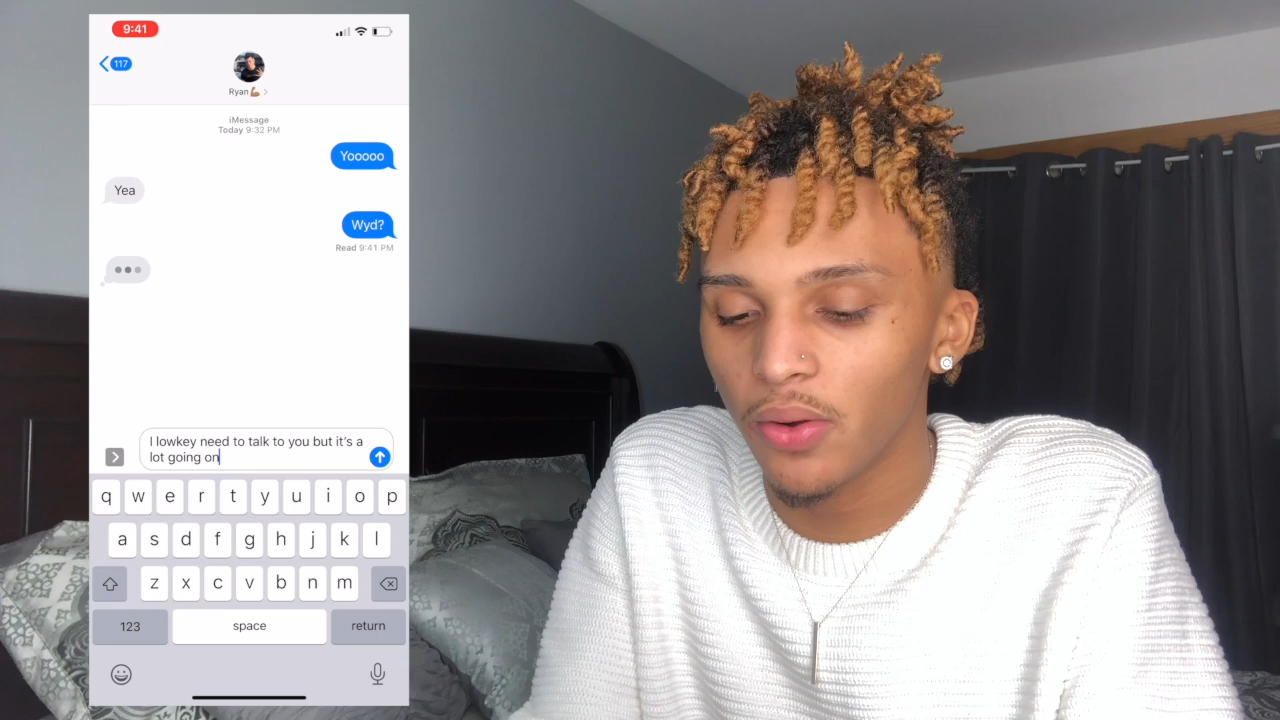 9:41
117
Ryan💪🏽 >
iMessage
Today 9:32 PM
Yooooo
Yea
Wyd?
Read 9:41 PM
I lowkey need to talk to you but it's a
lot going on
q w e r t y u i o p
a s d f g h j k l
z x c v b n m
123 space return